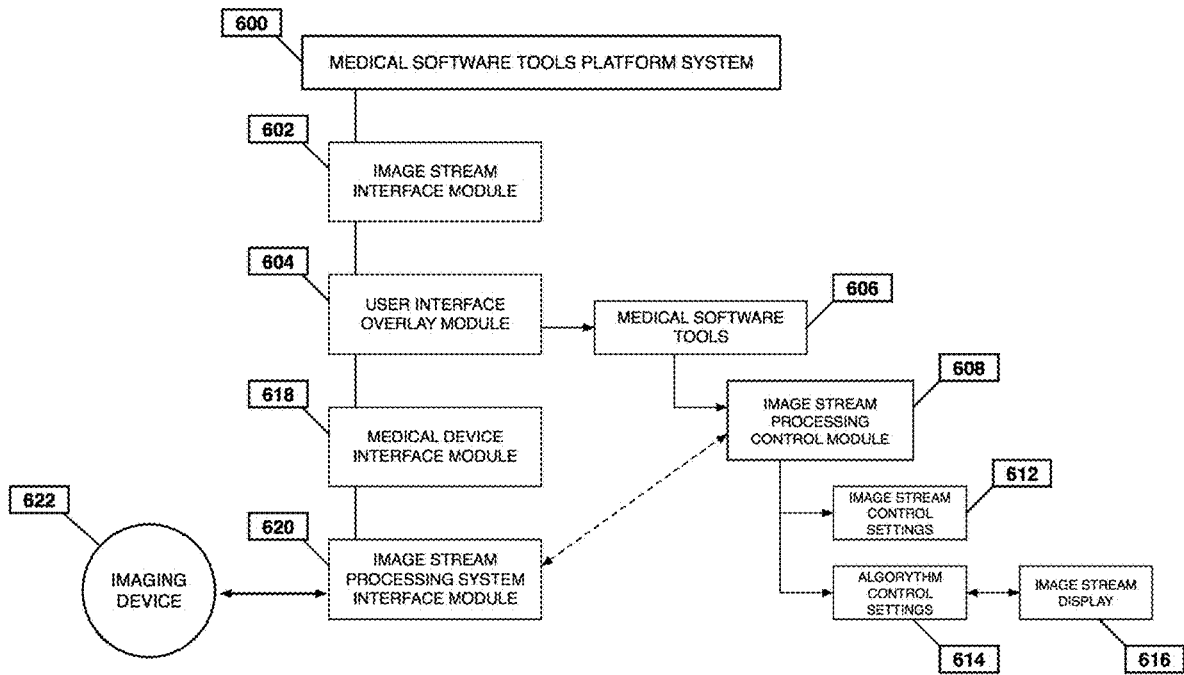 600
MEDICAL SOFTWARE TOOLS PLATFORM SYSTEM
602
IMAGE STREAM
INTERFACE MODULE
604
USER INTERFACE
OVERLAY MODULE
606
MEDICAL SOFTWARE
TOOLS
608
IMAGE STREAM
PROCESSING
CONTROL MODULE
618
MEDICAL DEVICE
INTERFACE MODULE
612
IMAGE STREAM
CONTROL
SETTINGS
622
IMAGING
DEVICE
620
IMAGE STREAM
PROCESSING SYSTEM
INTERFACE MODULE
ALGORYTHM
CONTROL
SETTINGS
614
IMAGE STREAM
DISPLAY
616